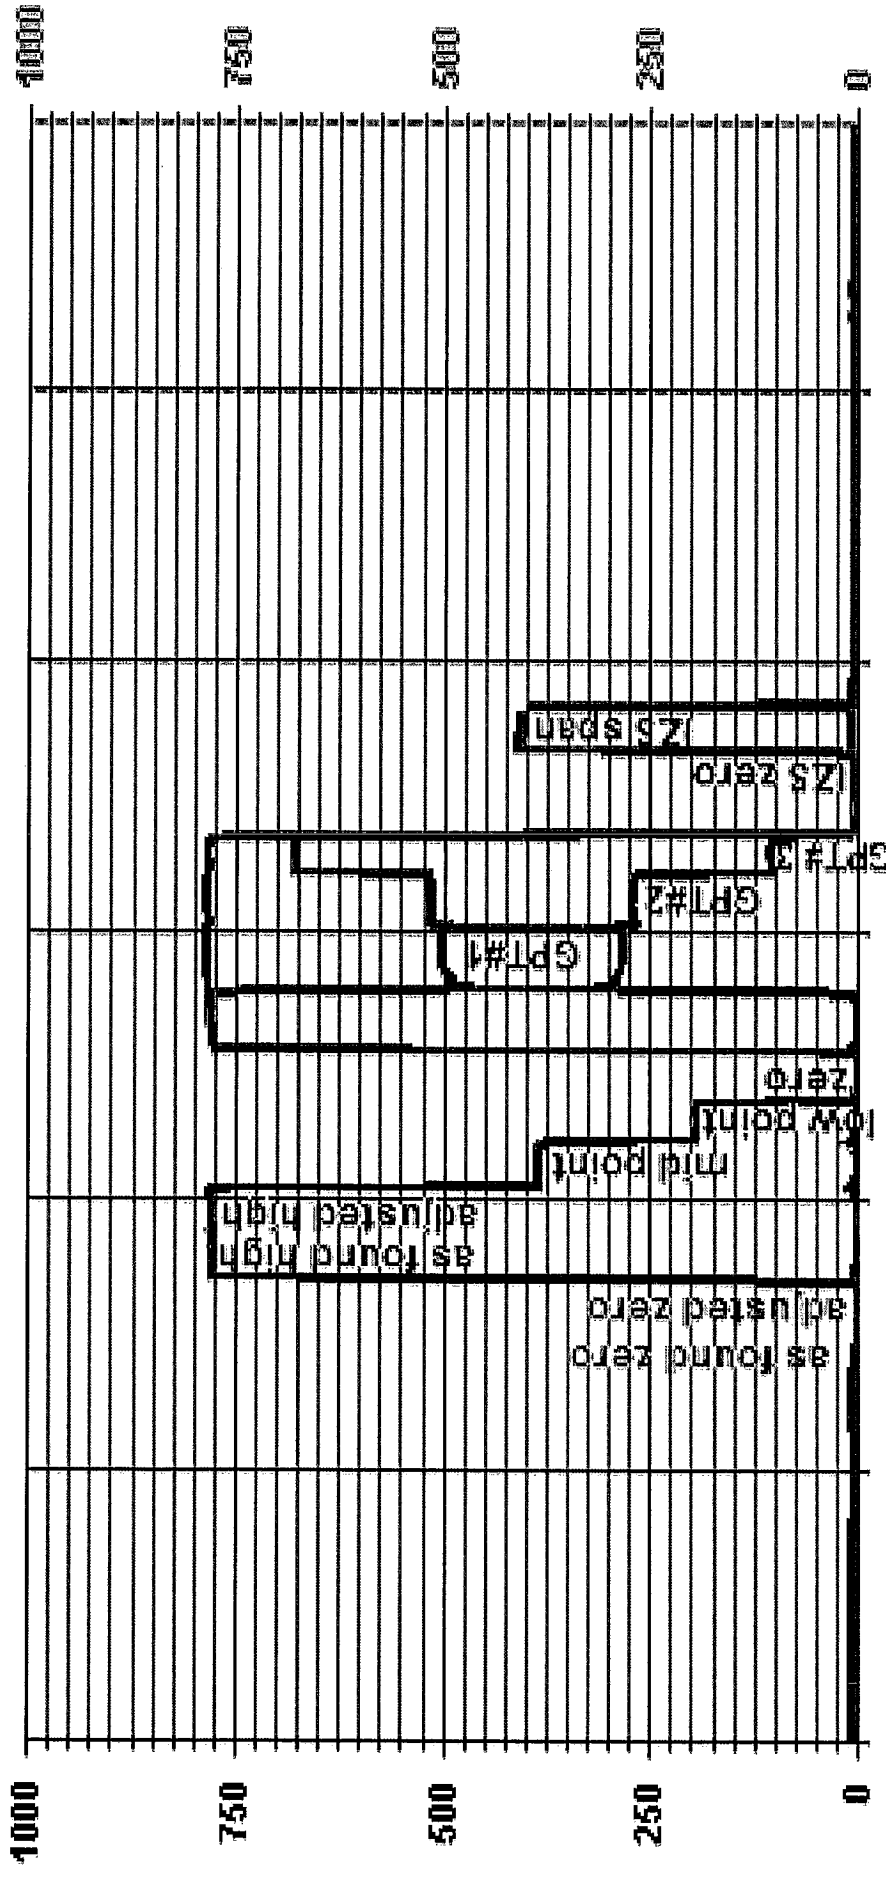 1000
750
500
250
0
as found zero
adjusted zero
as found high
adjusted high
mid point
low point
zero
GPT#1
GPT#2
GPT#3
IZS zero
IZS span
1000
750
500
250
0